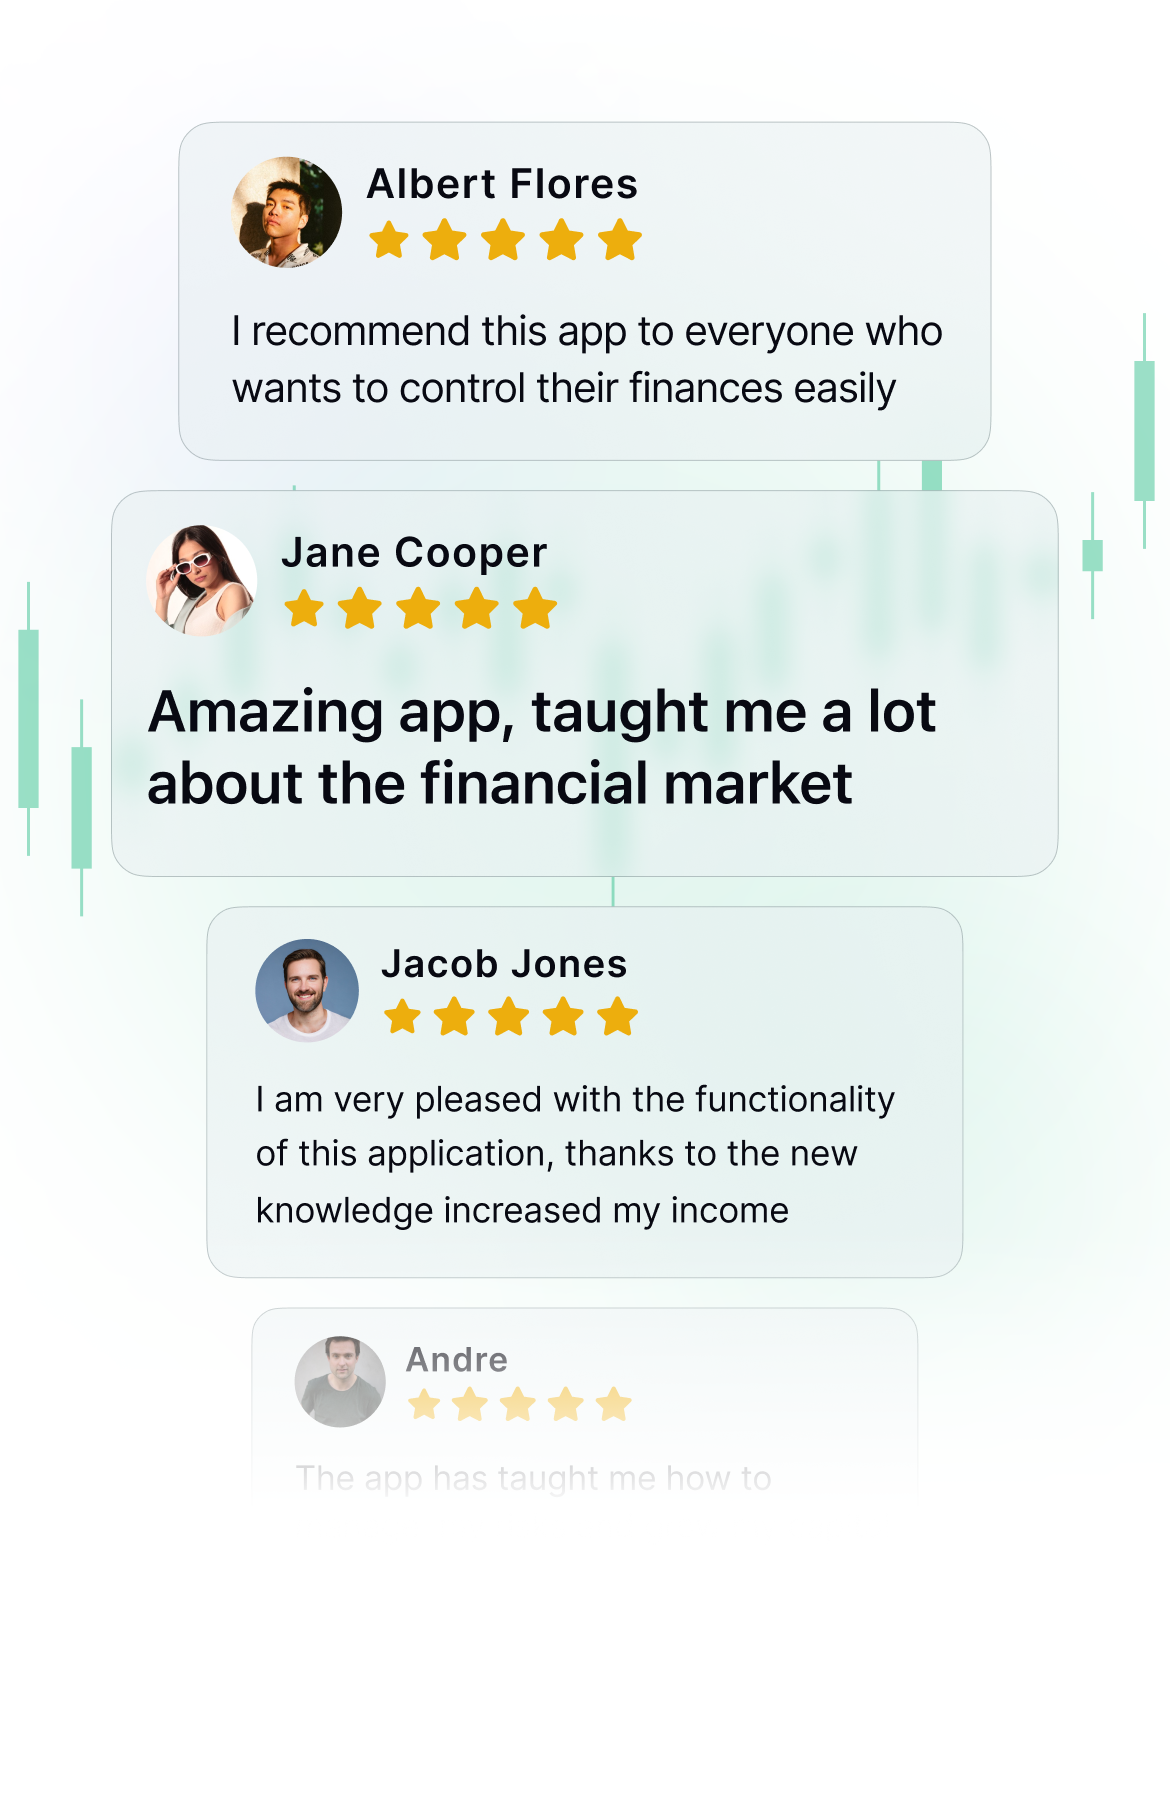 Albert Flores
I recommend this app to everyone who
wants to control their finances easily
Jane Cooper
Amazing app, taught me a lot
about the financial market
Jacob Jones
I am very pleased with the functionality
of this application, thanks to the new
knowledge increased my income
Andre
The app has taught me how to